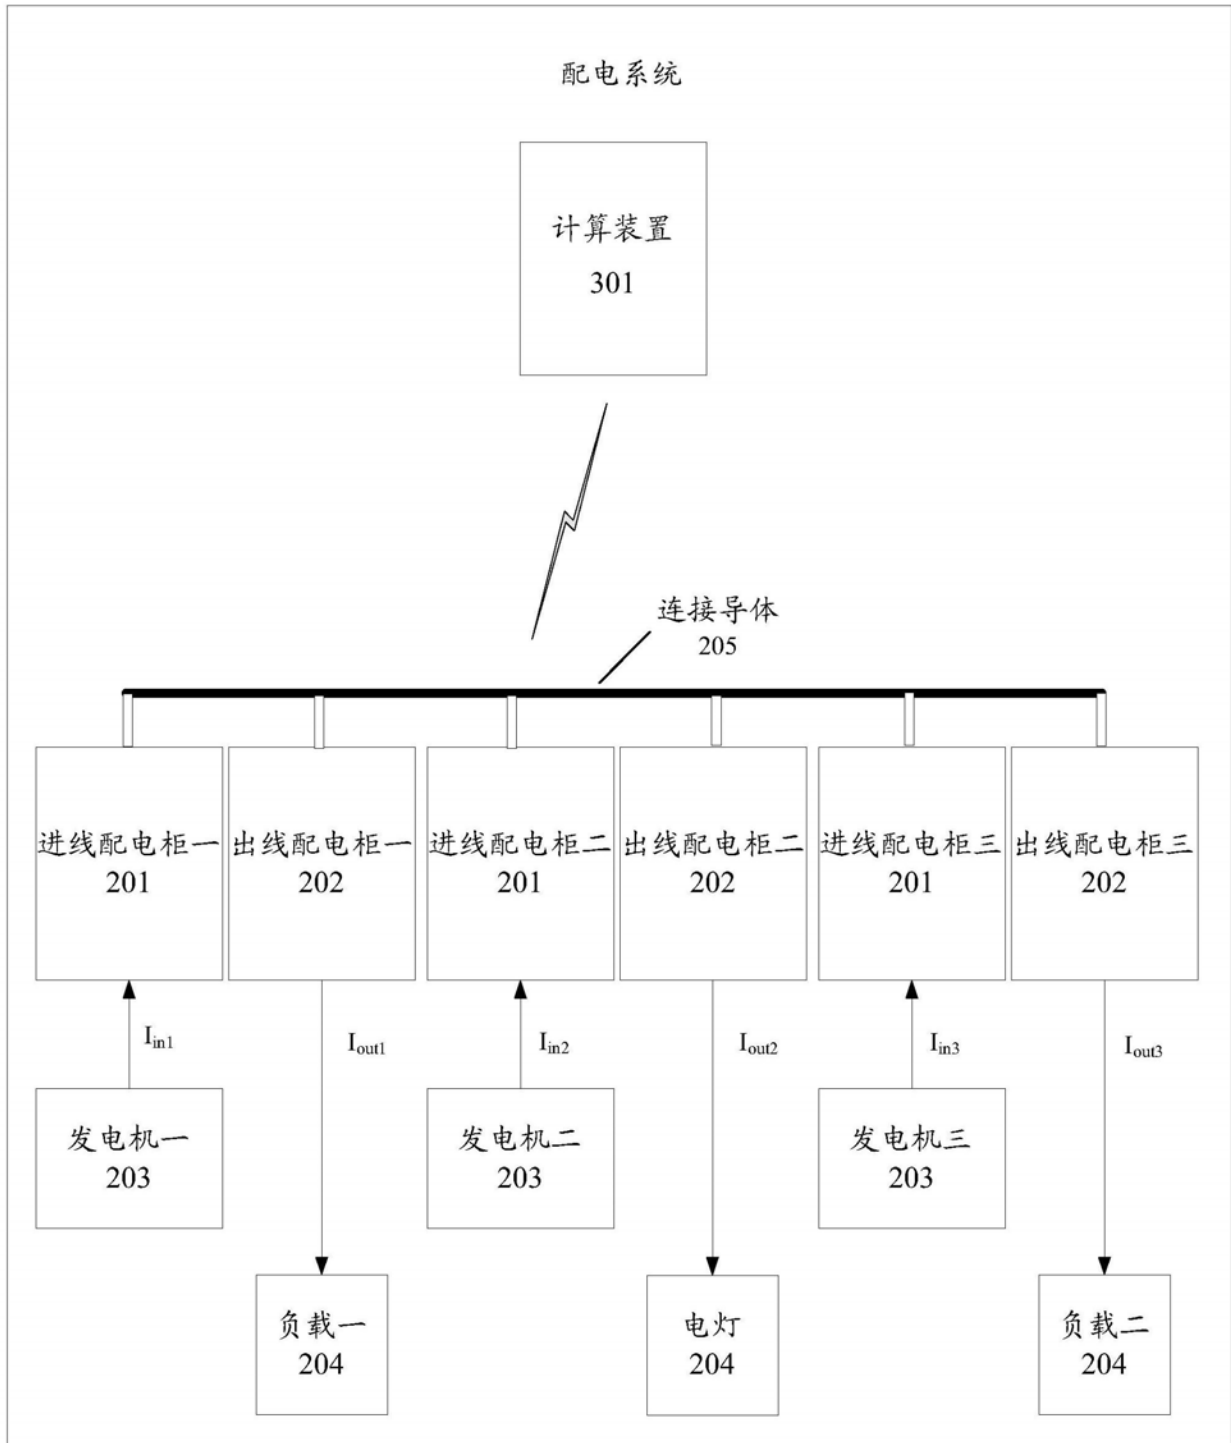 配电系统
计算装置
301
连接导体
205
进线配电柜一
201
出线配电柜一
202
进线配电柜二
201
出线配电柜二
202
进线配电柜三
201
出线配电柜三
202
Iin1
Iout1
Iin2
Iout2
Iin3
Iout3
发电机一
203
发电机二
203
发电机三
203
负载一
204
电灯
204
负载二
204